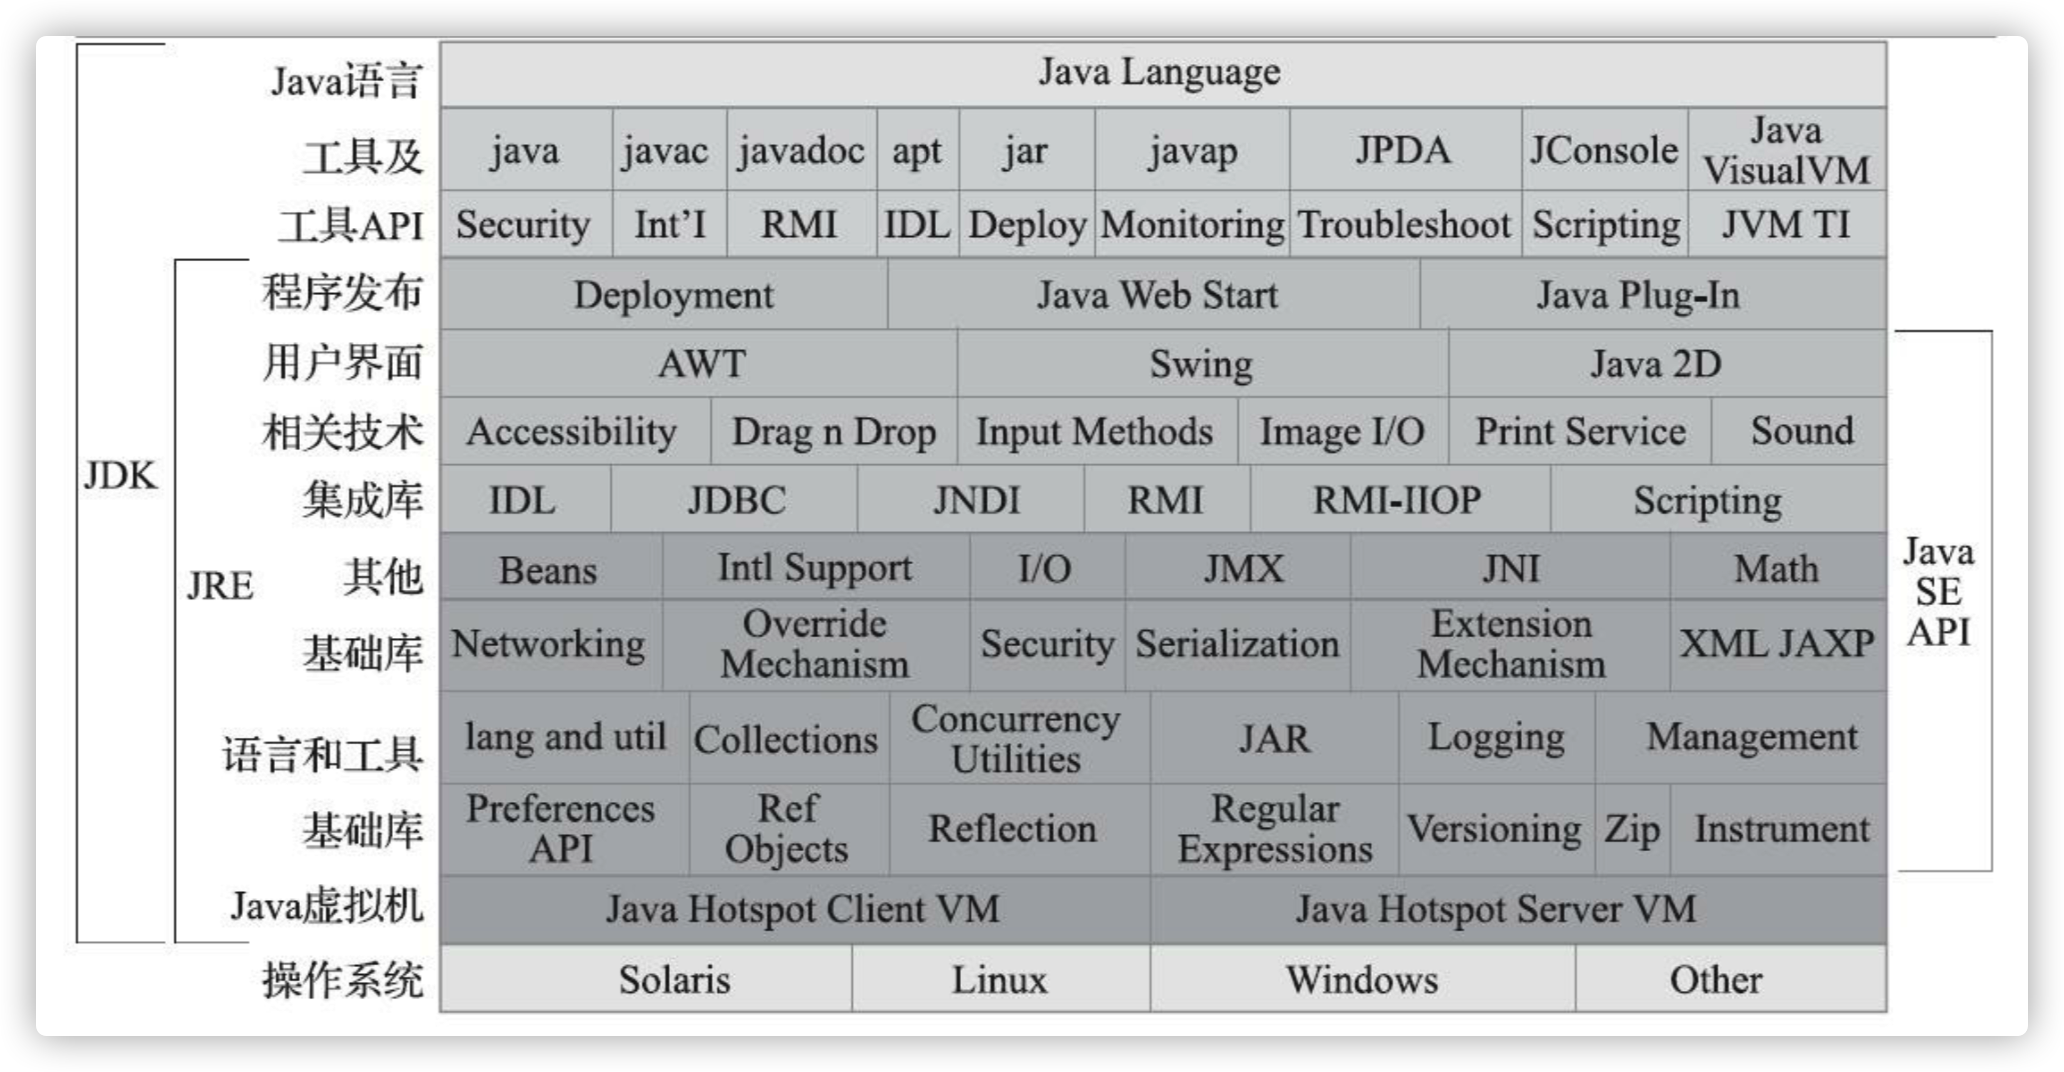 Java语言 Java Language
工具及 java javac javadoc apt jar javap JPDA JConsole Java VisualVM
工具API Security Int'I RMI IDL Deploy Monitoring Troubleshoot Scripting JVM TI
程序发布 Deployment Java Web Start Java Plug-In
用户界面 AWT Swing Java 2D
相关技术 Accessibility Drag n Drop Input Methods Image I/O Print Service Sound
JDK
集成库 IDL JDBC JNDI RMI RMI-IIOP Scripting
JRE
其他 Beans Intl Support I/O JMX JNI Math
Java SE API
基础库 Networking Override Mechanism Security Serialization Extension Mechanism XML JAXP
语言和工具 lang and util Collections Concurrency Utilities JAR Logging Management
基础库 Preferences API Ref Objects Reflection Regular Expressions Versioning Zip Instrument
Java虚拟机 Java Hotspot Client VM Java Hotspot Server VM
操作系统 Solaris Linux Windows Other